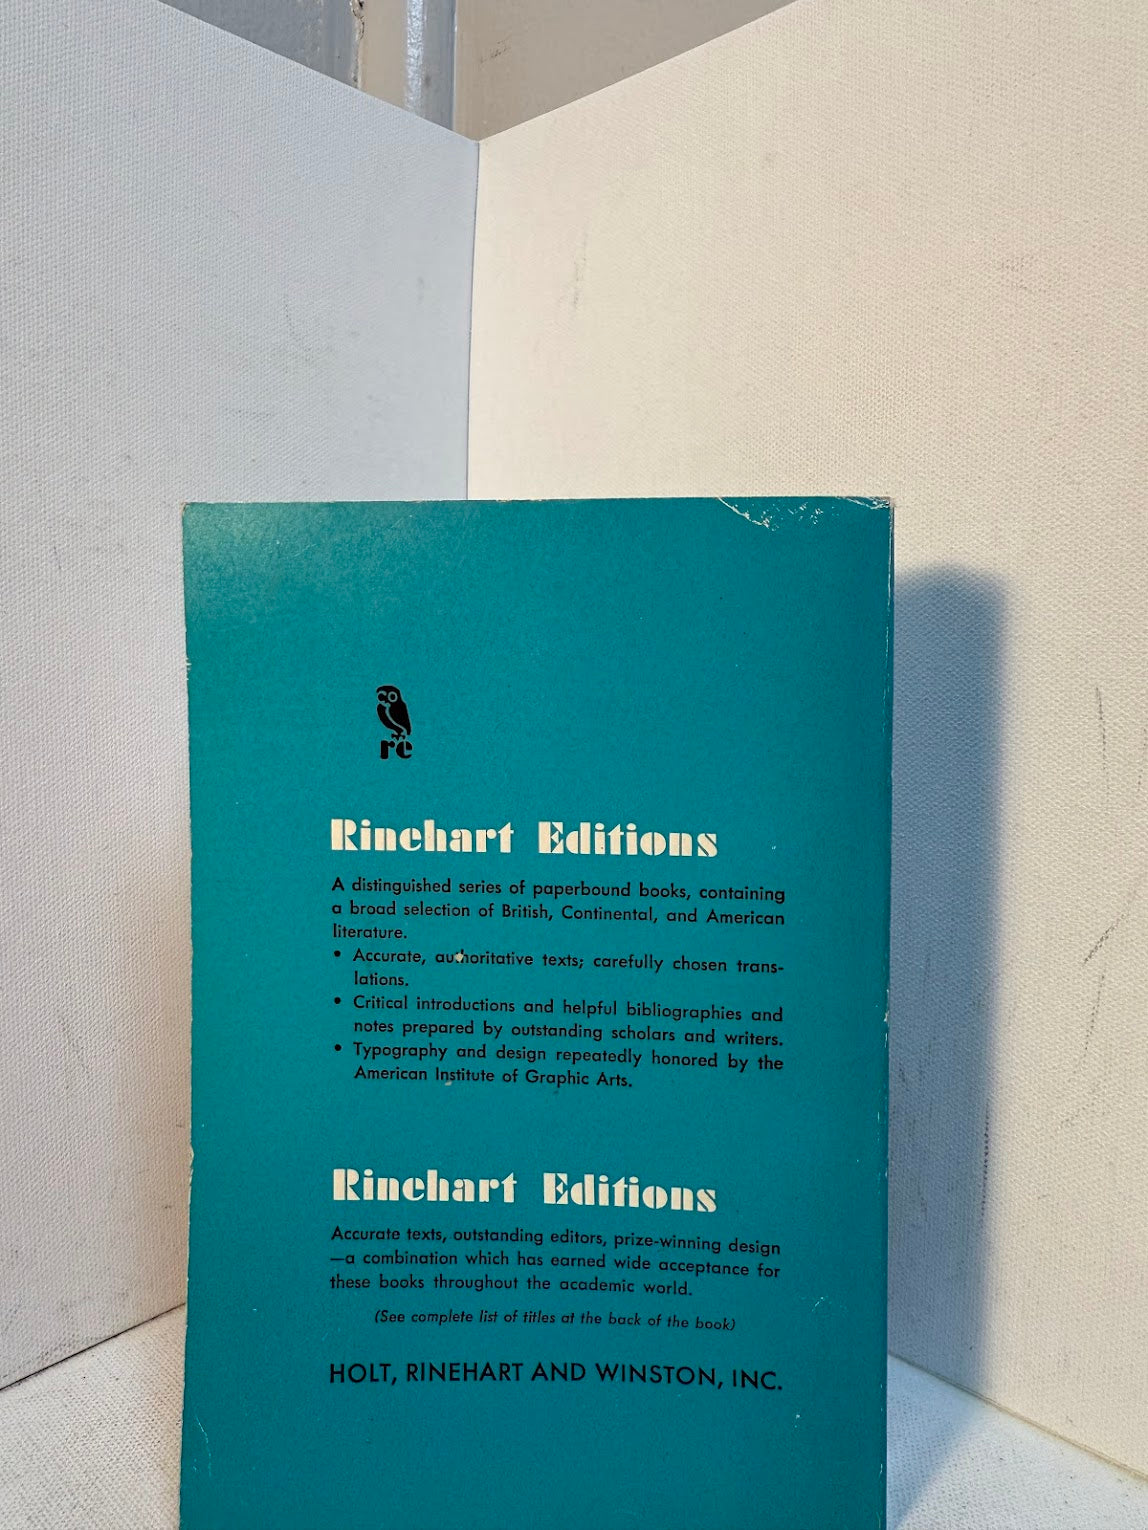 re
Rinehart Editions
A distinguished series of paperbound books, containing
a broad selection of British, Continental, and American
literature.
• Accurate, authoritative texts; carefully chosen trans-
lations.
• Critical introductions and helpful bibliographies and
notes prepared by outstanding scholars and writers.
• Typography and design repeatedly honored by the
American Institute of Graphic Arts.
Rinehart Editions
Accurate texts, outstanding editors, prize-winning design
—a combination which has earned wide acceptance for
these books throughout the academic world.
(See complete list of titles at the back of the book)
HOLT, RINEHART AND WINSTON, INC.